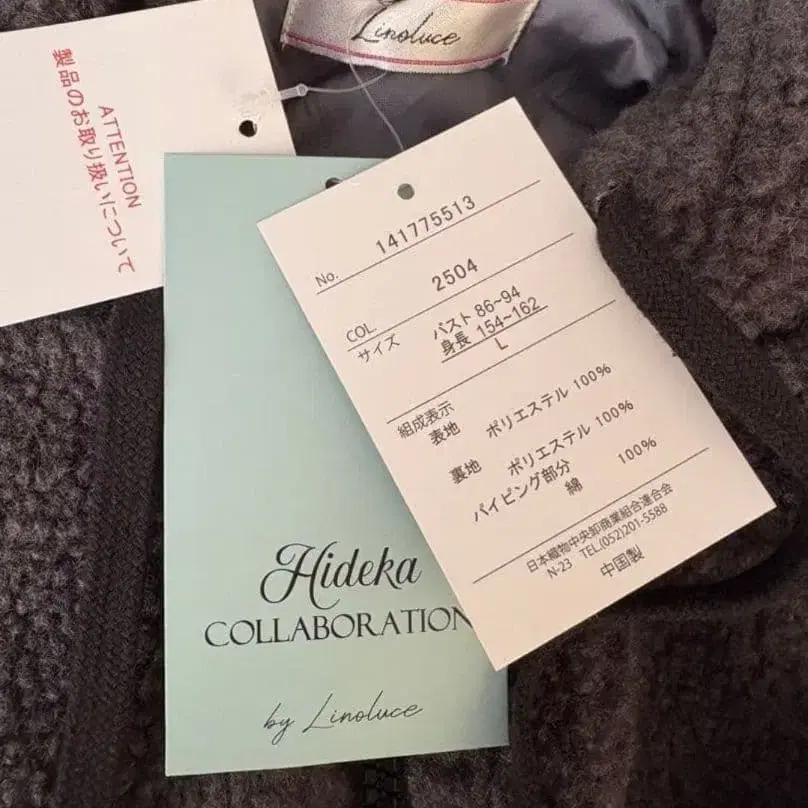 Linoluce
ATTENTION
製品のお取り扱いについて
No. 141775513
COL. 2504
サイズ バスト 86~94
身長 154~162
L
組成表示
表地 ポリエステル 100%
裏地 ポリエステル 100%
パイピング部分
綿 100%
日本織物中央卸商業組合連合会
N-23 TEL(052)201-5588
中国製
Hideka
COLLABORATION
by Linoluce